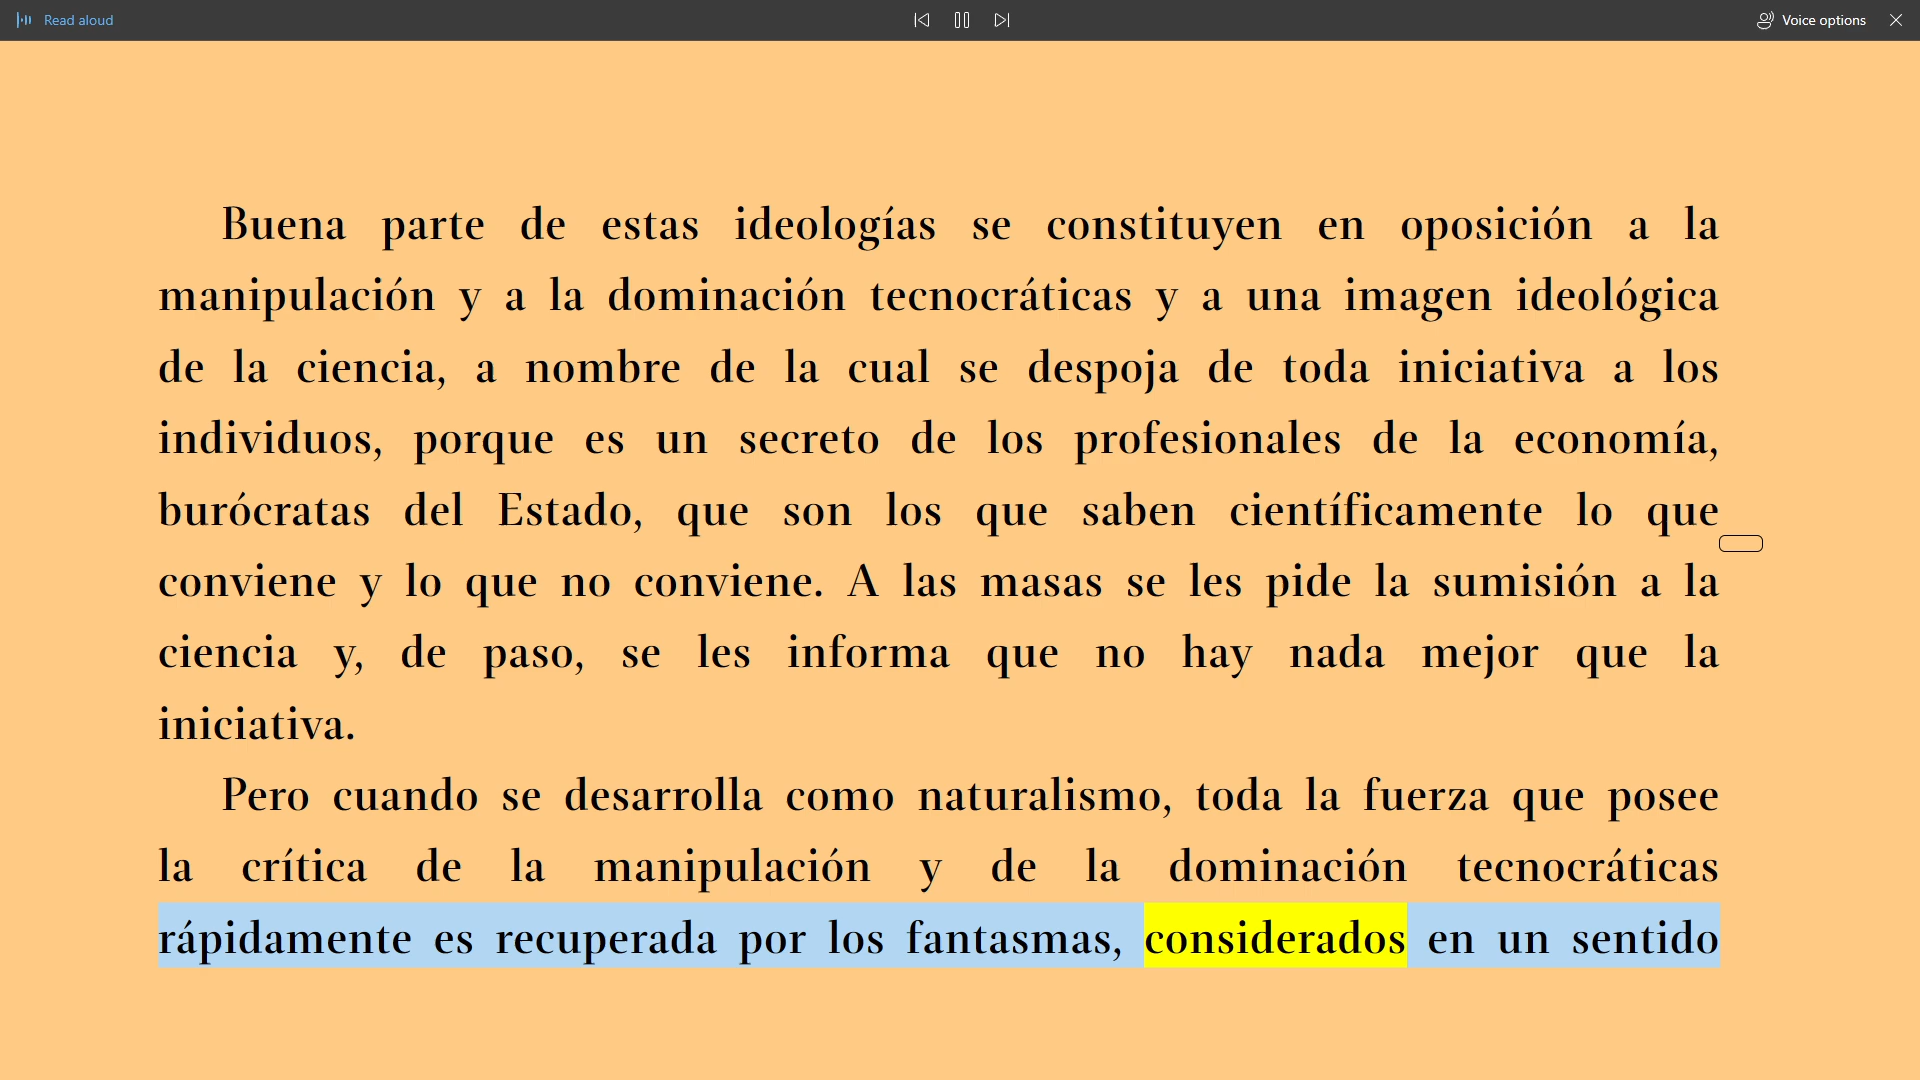 Read aloud
Voice options
Buena parte de estas ideologías se constituyen en oposición a la
manipulación y a la dominación tecnocráticas y a una imagen ideológica
de la ciencia, a nombre de la cual se despoja de toda iniciativa a los
individuos, porque es un secreto de los profesionales de la economía,
burócratas del Estado, que son los que saben científicamente lo que
conviene y lo que no conviene. A las masas se les pide la sumisión a la
ciencia y, de paso, se les informa que no hay nada mejor que la
iniciativa.
Pero cuando se desarrolla como naturalismo, toda la fuerza que posee
la crítica de la manipulación y de la dominación tecnocráticas
rápidamente es recuperada por los fantasmas, considerados en un sentido